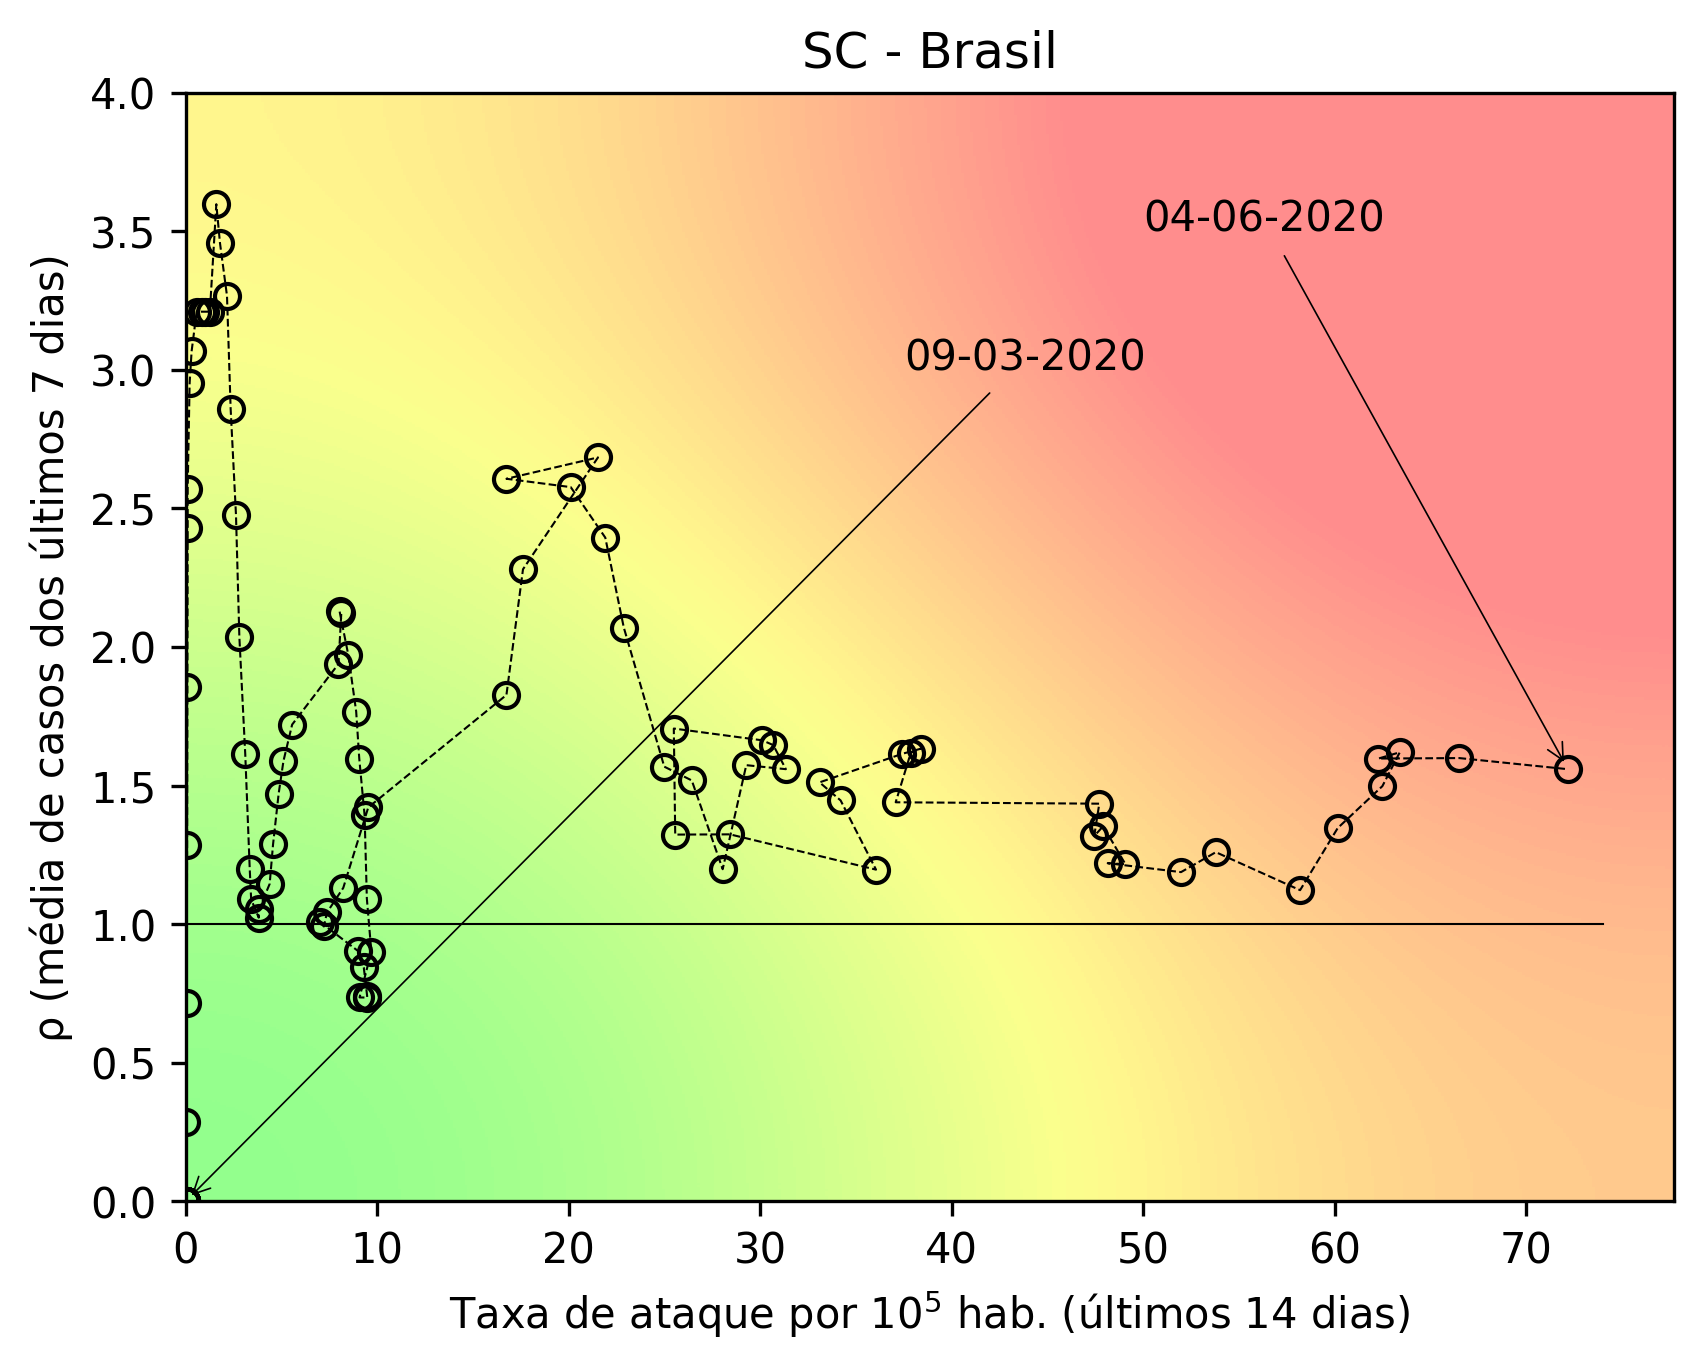 SC - Brasil
4.0
3.5
3.0
2.5
2.0
1.5
1.0
0.5
0.0
ρ (média de casos dos últimos 7 dias)
04-06-2020
09-03-2020
0 10 20 30 40 50 60 70
Taxa de ataque por 10⁵ hab. (últimos 14 dias)